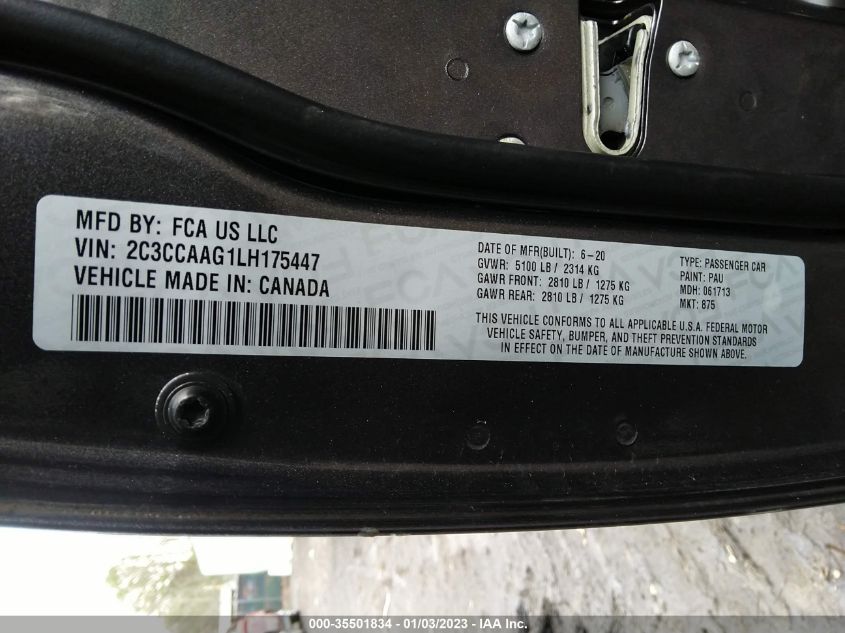 MFD BY: FCA US LLC
VIN: 2C3CCAAG1LH175447
VEHICLE MADE IN: CANADA
DATE OF MFR(BUILT): 6-20
GVWR: 5100 LB / 2314 KG
GAWR FRONT: 2810 LB / 1275 KG
GAWR REAR: 2810 LB / 1275 KG
TYPE: PASSENGER CAR
PAINT: PAU
MDH: 061713
MKT: 875
THIS VEHICLE CONFORMS TO ALL APPLICABLE U.S.A. FEDERAL MOTOR
VEHICLE SAFETY, BUMPER, AND THEFT PREVENTION STANDARDS
IN EFFECT ON THE DATE OF MANUFACTURE SHOWN ABOVE.
000-35501834 - 01/03/2023 - IAA Inc.